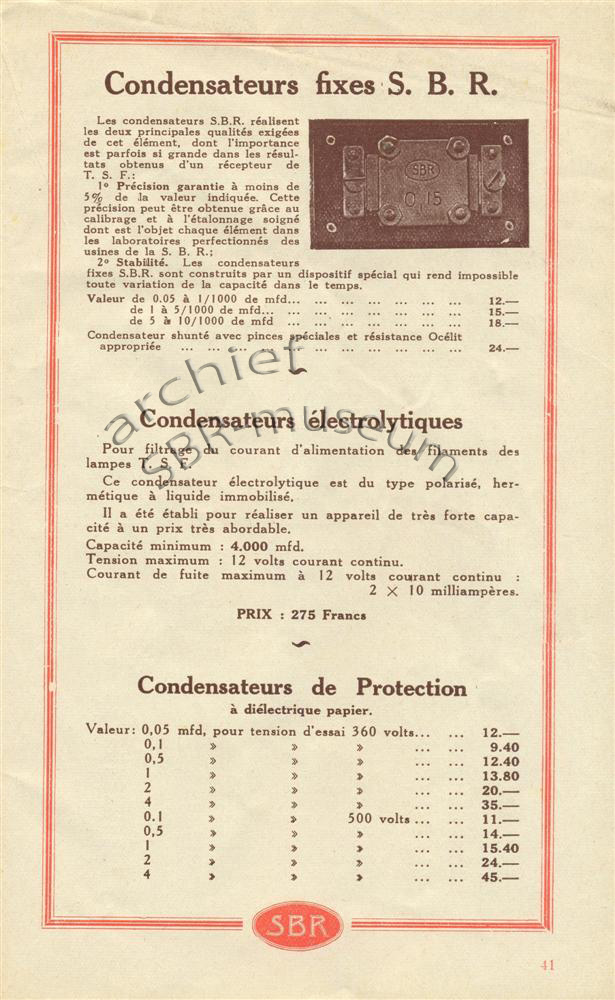 Condensateurs fixes S. B. R.
Les condensateurs S.B.R. réalisent
les deux principales qualités exigées
de cet élément, dont l'importance
est parfois si grande dans les résul-
tats obtenus d'un récepteur de
T. S. F.:
1° Précision garantie à moins de
5% de la valeur indiquée. Cette
précision peut être obtenue grâce au
calibrage et à l'étalonnage soigné
dont est l'objet chaque élément dans
les laboratoires perfectionnés des
usines de la S. B. R.;
2° Stabilité. Les condensateurs
fixes S.B.R. sont construits par un dispositif spécial qui rend impossible
toute variation de la capacité dans le temps.
SBR
0,15
Valeur de 0.05 à 1/1000 de mfd... ... ... ... ... ... ... 12.—
de 1 à 5/1000 de mfd... ... ... ... ... ... ... 15.—
de 5 à 10/1000 de mfd ... ... ... ... ... ... ... 18.—
Condensateur shunté avec pinces spéciales et résistance Océlit
appropriée ... ... ... ... ... ... ... ... ... ... 24.—
archief
SBR-museum
Condensateurs électrolytiques
Pour filtrage du courant d'alimentation des filaments des
lampes T. S. F.
Ce condensateur électrolytique est du type polarisé, her-
métique à liquide immobilisé.
Il a été établi pour réaliser un appareil de très forte capa-
cité à un prix très abordable.
Capacité minimum : 4.000 mfd.
Tension maximum : 12 volts courant continu.
Courant de fuite maximum à 12 volts courant continu :
2 × 10 milliampères.
PRIX : 275 Francs
Condensateurs de Protection
à diélectrique papier.
Valeur: 0,05 mfd, pour tension d'essai 360 volts... ... 12.—
0,1 » » » ... ... 9.40
0,5 » » » ... ... 12.40
1 » » » ... ... 13.80
2 » » » ... ... 20.—
4 » » » ... ... 35.—
0.1 » » 500 volts ... ... 11.—
0,5 » » » ... ... 14.—
1 » » » ... ... 15.40
2 » » » ... ... 24.—
4 » » » ... ... 45.—
SBR
41